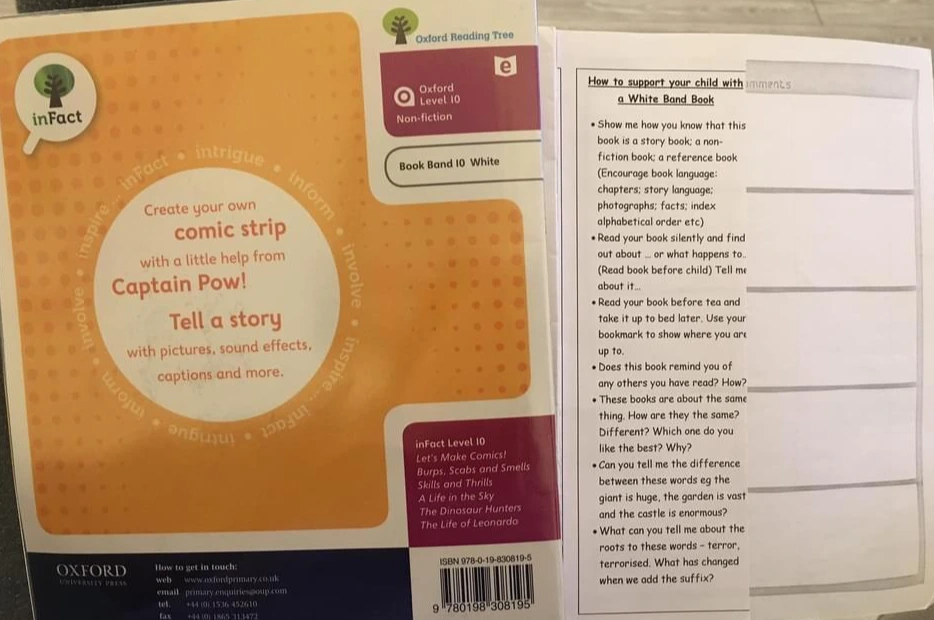 Oxford Reading Tree
e
Oxford
Level 10
Non-fiction
Book Band 10 White
inFact
inspire... inFact • intrigue • inform • involve • inspire... inFact • intrigue • inform • involve •
Create your own
comic strip
with a little help from
Captain Pow!
Tell a story
with pictures, sound effects,
captions and more.
inFact Level 10
Let's Make Comics!
Burps, Scabs and Smells
Skills and Thrills
A Life in the Sky
The Dinosaur Hunters
The Life of Leonardo
OXFORD
UNIVERSITY PRESS
How to get in touch:
web www.oxfordprimary.co.uk
email primary.enquiries@oup.com
tel. +44 (0) 1536 452610
fax +44 (0) 1865 313472
ISBN 978-0-19-830819-5
9 780198 308195
How to support your child with
a White Band Book
• Show me how you know that this
book is a story book; a non-
fiction book; a reference book
(Encourage book language:
chapters; story language;
photographs; facts; index
alphabetical order etc)
• Read your book silently and find
out about ... or what happens to..
(Read book before child) Tell me
about it...
• Read your book before tea and
take it up to bed later. Use your
bookmark to show where you are
up to.
• Does this book remind you of
any others you have read? How?
• These books are about the same
thing. How are they the same?
Different? Which one do you
like the best? Why?
• Can you tell me the difference
between these words eg the
giant is huge, the garden is vast
and the castle is enormous?
• What can you tell me about the
roots to these words – terror,
terrorised. What has changed
when we add the suffix?
mments